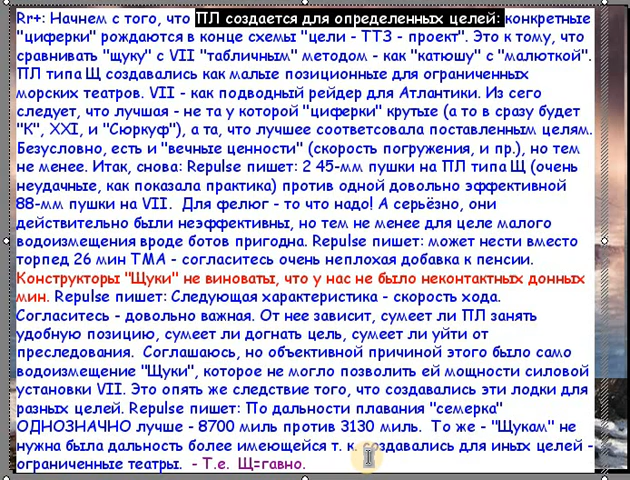 Rr+: Начнем с того, что ПЛ создается для определенных целей: конкретные
"циферки" рождаются в конце схемы "цели - ТТЗ - проект". Это к тому, что
сравнивать "щуку" с VII "табличным" методом - как "катюшу" с "малюткой".
ПЛ типа Щ создавались как малые позиционные для ограниченных
морских театров. VII - как подводный рейдер для Атлантики. Из сего
следует, что лучшая - не та у которой "циферки" крутые (а то в сразу будет
"К", XXI, и "Сюркуф"), а та, что лучшее соответсовала поставленным целям.
Безусловно, есть и "вечные ценности" (скорость погружения, и пр.), но тем
не менее. Итак, снова: Repulse пишет: 2 45-мм пушки на ПЛ типа Щ (очень
неудачные, как показала практика) против одной довольно эффективной
88-мм пушки на VII. Для фелюг - то что надо! А серьёзно, они
действительно были неэффективны, но тем не менее для целе малого
водоизмещения вроде ботов пригодна. Repulse пишет: может нести вместо
торпед 26 мин ТМА - согласитесь очень неплохая добавка к пенсии.
Конструкторы "Щуки" не виноваты, что у нас не было неконтактных донных
мин. Repulse пишет: Следующая характеристика - скорость хода.
Согласитесь - довольно важная. От нее зависит, сумеет ли ПЛ занять
удобную позицию, сумеет ли догнать цель, сумеет ли уйти от
преследования. Соглашаюсь, но объективной причиной этого было само
водоизмещение "Щуки", которое не могло позволить ей мощности силовой
установки VII. Это опять же следствие того, что создавались эти лодки для
разных целей. Repulse пишет: По дальности плавания "семерка"
ОДНОЗНАЧНО лучше - 8700 миль против 3130 миль. То же - "Щукам" не
нужна была дальность более имеющейся т. к. создавались для иных целей -
ограниченные театры. - Т.е. Щ=гавно.